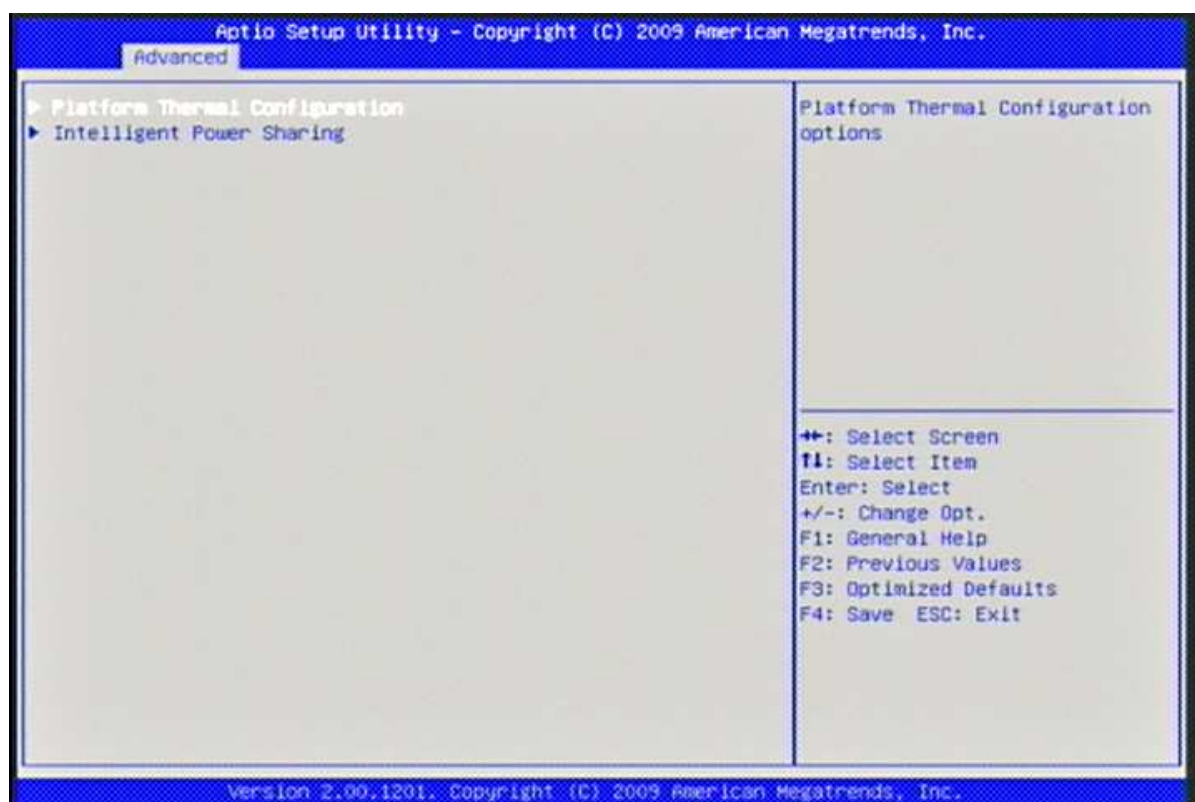 Aptio Setup Utility - Copyright (C) 2009 American Megatrends, Inc.
Advanced
► Platform Thermal Configuration
► Intelligent Power Sharing
Platform Thermal Configuration
options
→←: Select Screen
↑↓: Select Item
Enter: Select
+/-: Change Opt.
F1: General Help
F2: Previous Values
F3: Optimized Defaults
F4: Save  ESC: Exit
Version 2.00.1201. Copyright (C) 2009 American Megatrends, Inc.